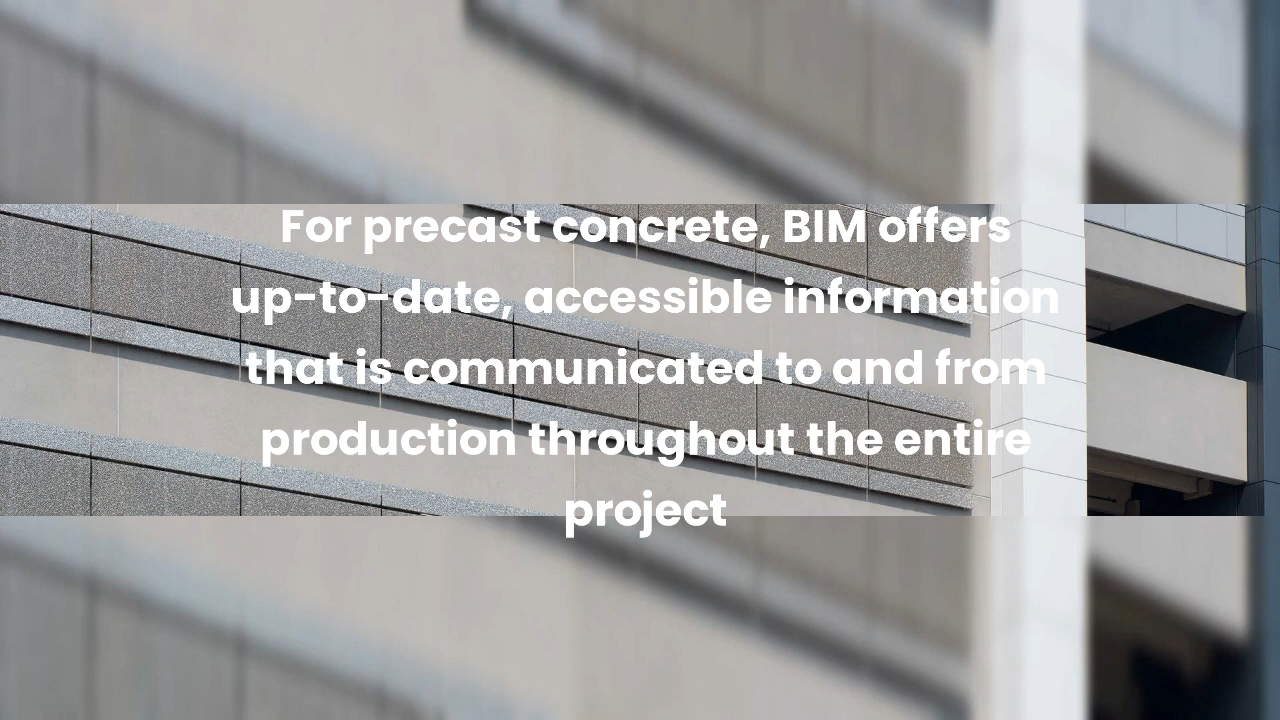 For precast concrete, BIM offers
up-to-date, accessible information
that is communicated to and from
production throughout the entire
project